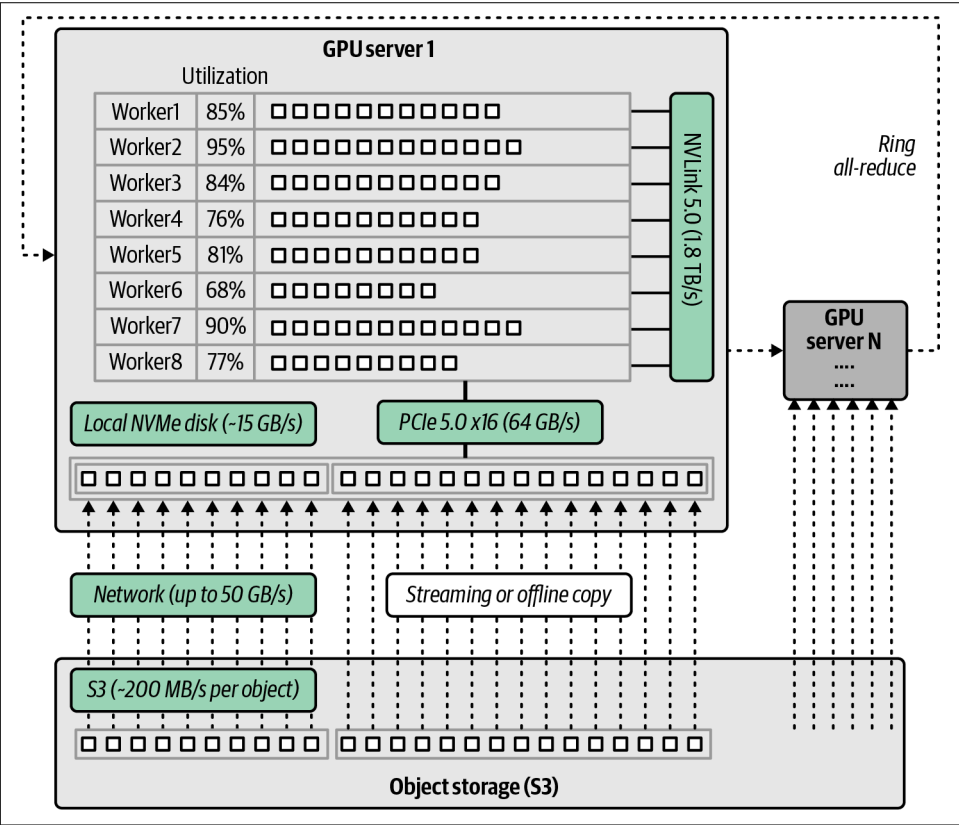 GPU server 1
Utilization
Worker1 85%
Worker2 95%
Worker3 84%
Worker4 76%
Worker5 81%
Worker6 68%
Worker7 90%
Worker8 77%
NVLink 5.0 (1.8 TB/s)
Ring
all-reduce
GPU
server N
....
....
Local NVMe disk (~15 GB/s)
PCIe 5.0 x16 (64 GB/s)
Network (up to 50 GB/s)
Streaming or offline copy
S3 (~200 MB/s per object)
Object storage (S3)